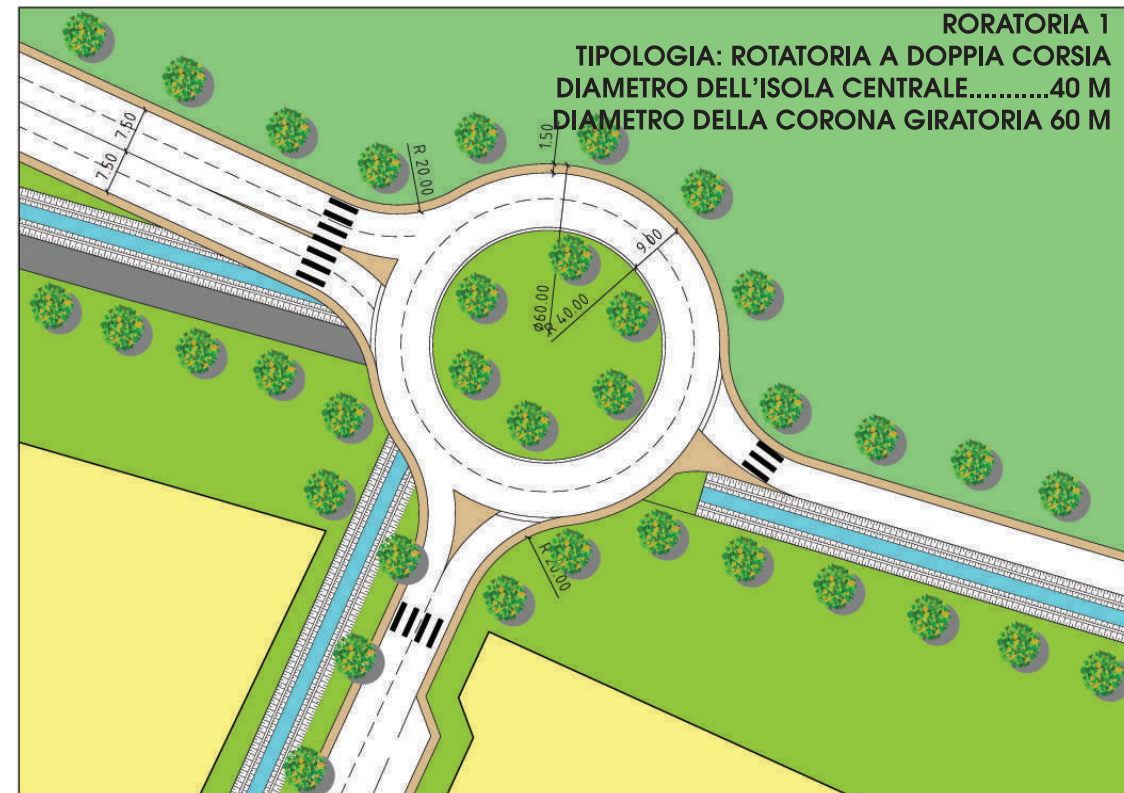 RORATORIA 1
TIPOLOGIA: ROTATORIA A DOPPIA CORSIA
DIAMETRO DELL'ISOLA CENTRALE..........40 M
DIAMETRO DELLA CORONA GIRATORIA 60 M
7.50
7.50
R 20.00
1.50
9.00
Φ60.00
R 40.00
R 20.00